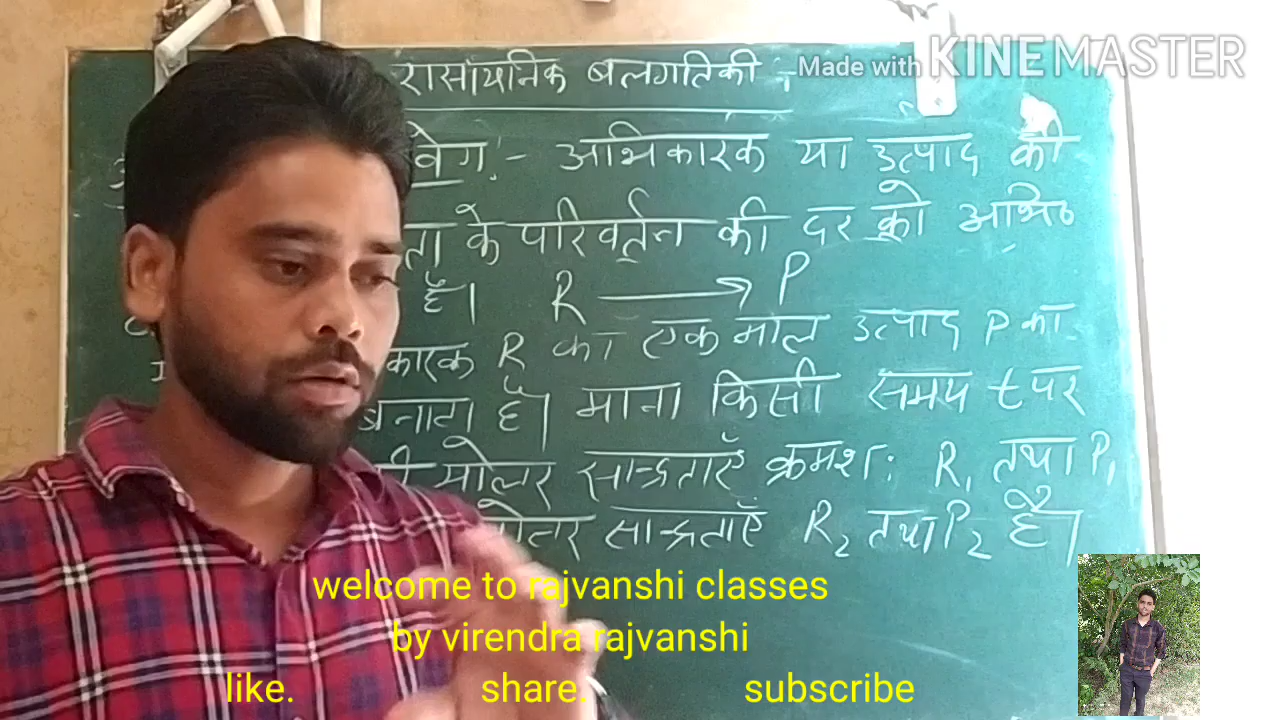 रासायनिक बलगतिकी :
Made with KINEMASTER
वेग :- अभिकारक या उत्पाद की
ता के परिवर्तन की दर को अभि०
हैं। R ⟶ P
कारक R का एक मोल उत्पाद P का
बनाता है। माना किसी समय t पर
की मोलर सान्द्रताएँ क्रमश: R₁ तथा P₁
मोलर सान्द्रताएँ R₂ तथा P₂ है।
welcome to rajvanshi classes
by virendra rajvanshi
like. share. subscribe